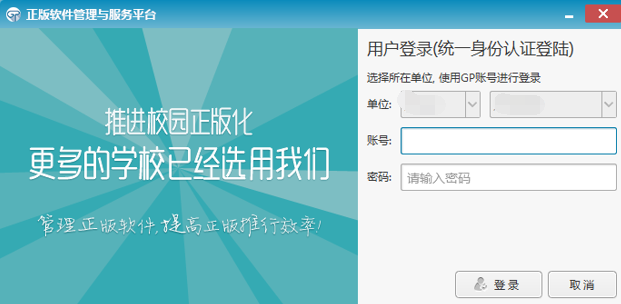 正版软件管理与服务平台
推进校园正版化
更多的学校已经选用我们
管理正版软件,提高正版推行效率!
用户登录(统一身份认证登陆)
选择所在单位, 使用GP账号进行登录
单位:
账号:
密码: 请输入密码
登录 取消